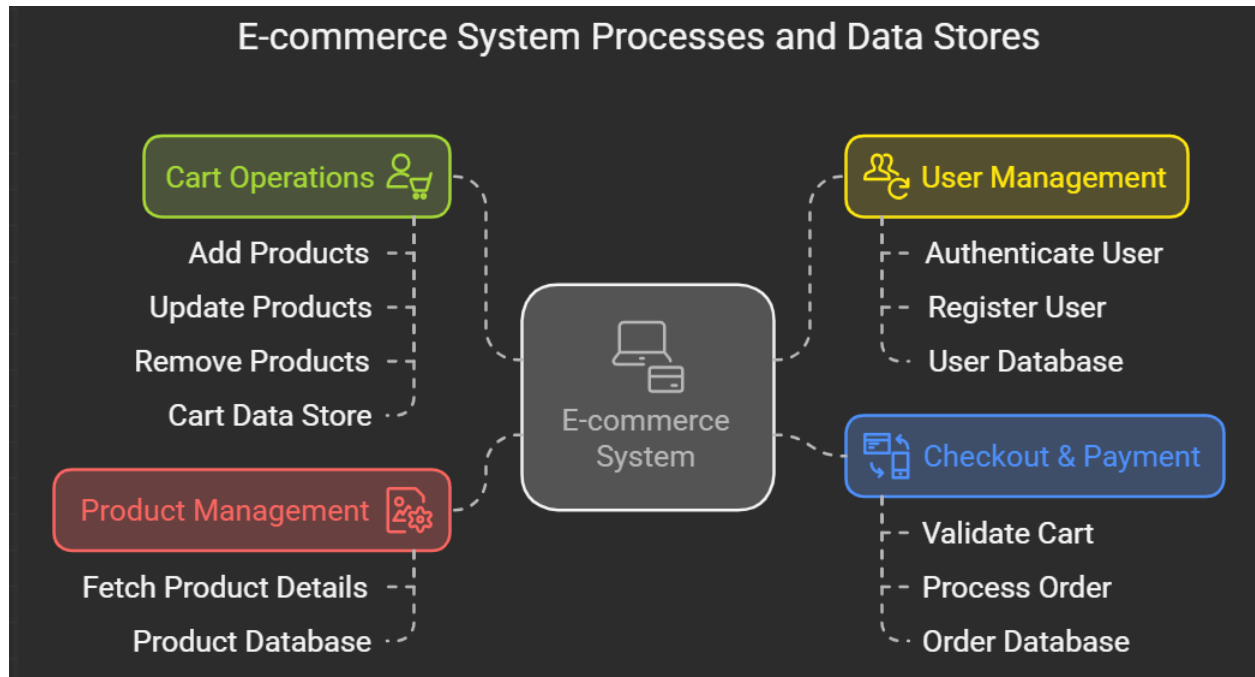 E-commerce System Processes and Data Stores
Cart Operations
Add Products
Update Products
Remove Products
Cart Data Store
Product Management
Fetch Product Details
Product Database
E-commerce
System
User Management
Authenticate User
Register User
User Database
Checkout & Payment
Validate Cart
Process Order
Order Database